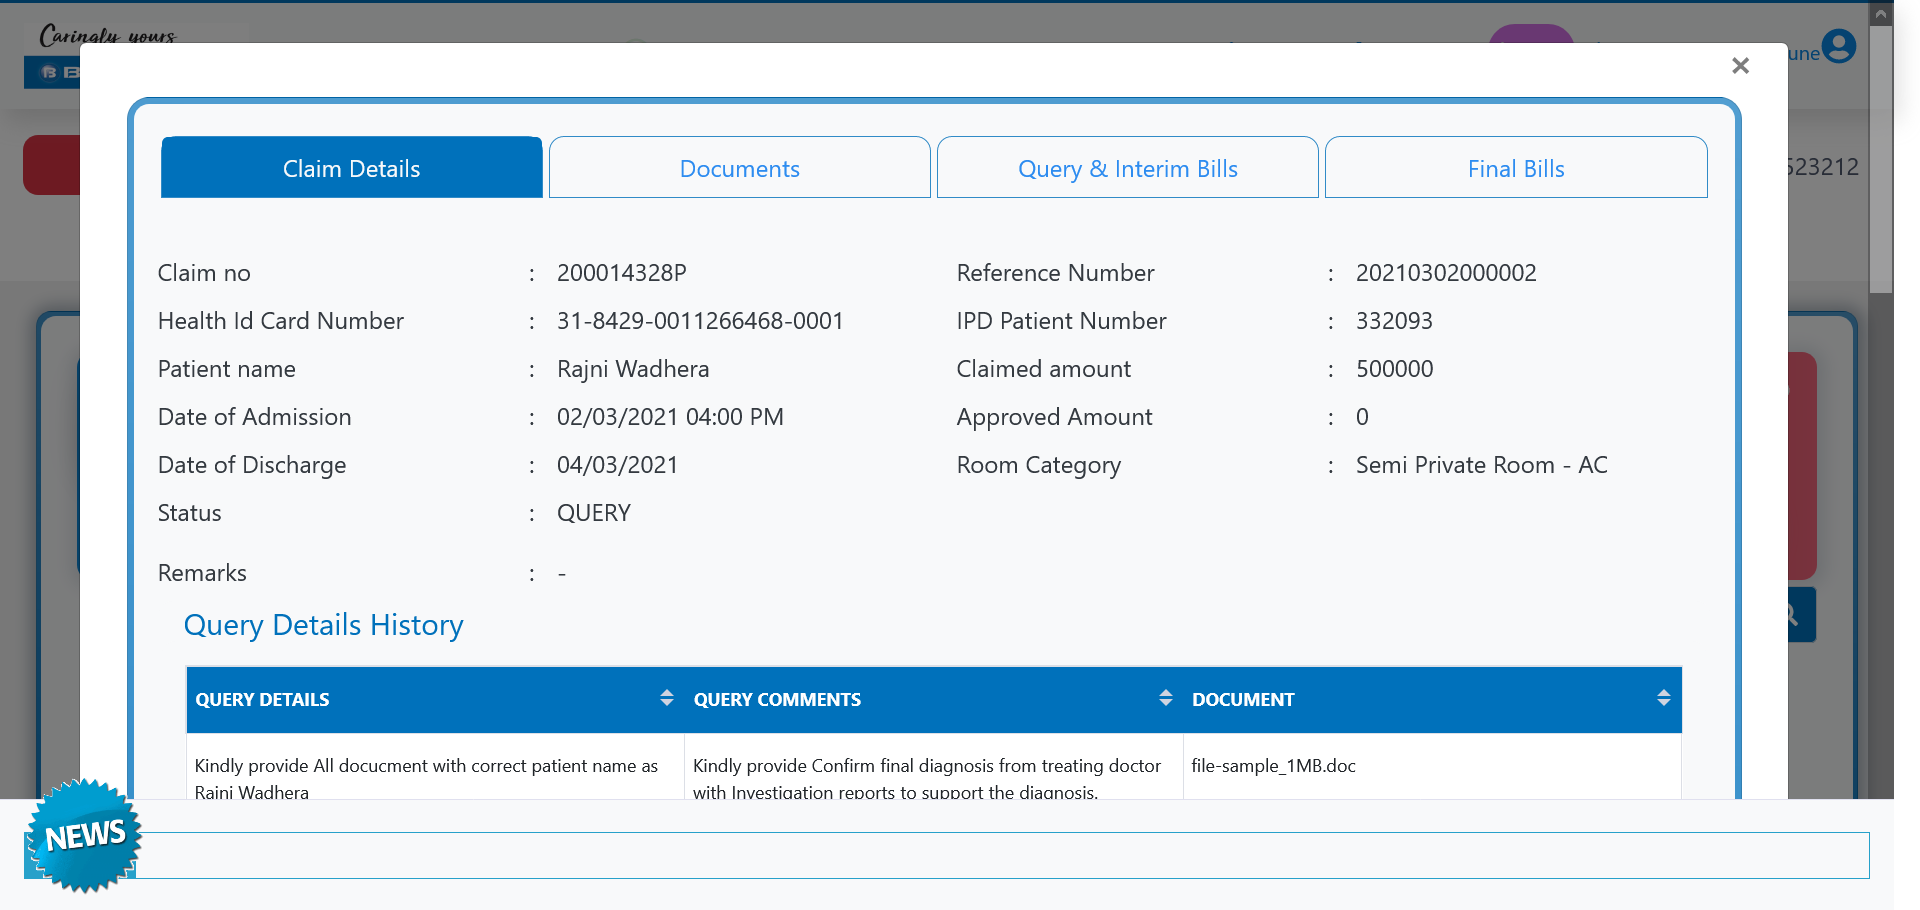 Caringly yours
Claim Details
Documents
Query & Interim Bills
Final Bills
523212
Claim no : 200014328P
Reference Number : 20210302000002
Health Id Card Number : 31-8429-0011266468-0001
IPD Patient Number : 332093
Patient name : Rajni Wadhera
Claimed amount : 500000
Date of Admission : 02/03/2021 04:00 PM
Approved Amount : 0
Date of Discharge : 04/03/2021
Room Category : Semi Private Room - AC
Status : QUERY
Remarks : -
Query Details History
QUERY DETAILS
QUERY COMMENTS
DOCUMENT
Kindly provide All docucment with correct patient name as
Rajni Wadhera
Kindly provide Confirm final diagnosis from treating doctor
with Investigation reports to support the diagnosis.
file-sample_1MB.doc
NEWS